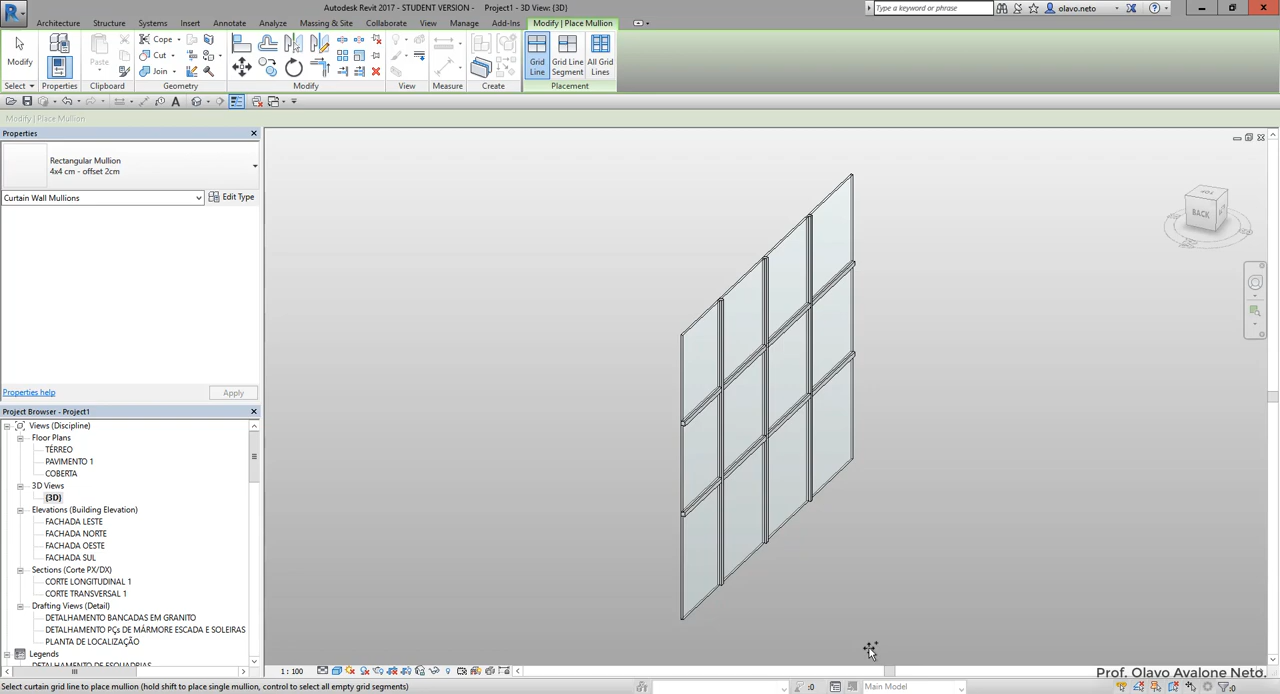 Autodesk Revit 2017 - STUDENT VERSION - Project1 - 3D View: {3D}
Type a keyword or phrase
olavo.neto
Architecture Structure Systems Insert Annotate Analyze Massing & Site Collaborate View Manage Add-Ins Modify | Place Mullion
Modify
Paste
Cope
Cut
Join
Grid Line
Grid Line Segment
All Grid Lines
Select Properties Clipboard Geometry Modify View Measure Create Placement
Modify | Place Mullion
Properties
Rectangular Mullion
4x4 cm - offset 2cm
Curtain Wall Mullions
Edit Type
Properties help
Apply
Project Browser - Project1
Views (Discipline)
Floor Plans
TÉRREO
PAVIMENTO 1
COBERTA
3D Views
{3D}
Elevations (Building Elevation)
FACHADA LESTE
FACHADA NORTE
FACHADA OESTE
FACHADA SUL
Sections (Corte PX/DX)
CORTE LONGITUDINAL 1
CORTE TRANSVERSAL 1
Drafting Views (Detail)
DETALHAMENTO BANCADAS EM GRANITO
DETALHAMENTO PÇs DE MÁRMORE ESCADA E SOLEIRAS
PLANTA DE LOCALIZAÇÃO
Legends
DETALHAMENTO DE ESQUADRIAS
TOP
BACK
1 : 100
Prof. Olavo Avalone Neto.
Select curtain grid line to place mullion (hold shift to place single mullion, control to select all empty grid segments)
:0
Main Model
:0